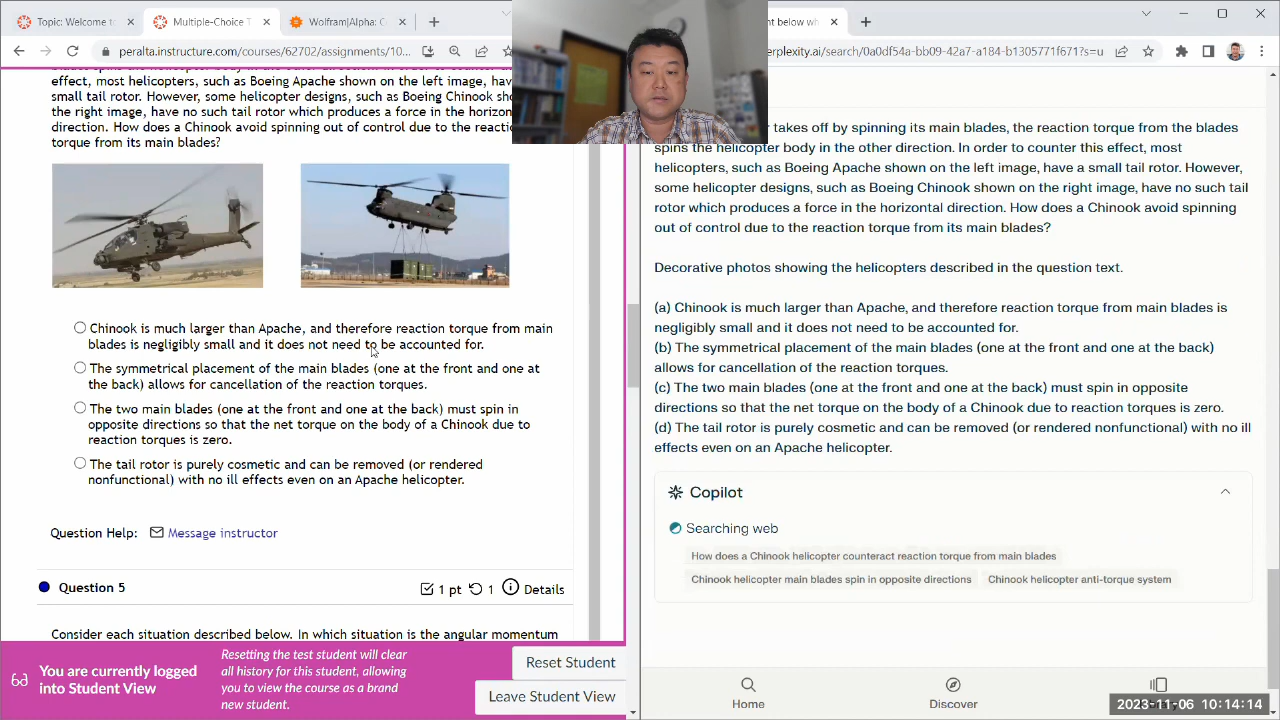 Topic: Welcome to
Multiple-Choice T
Wolfram|Alpha: C
nt below wh
peralta.instructure.com/courses/62702/assignments/10...
erplexity.ai/search/0a0df54a-bb09-42a7-a184-b1305771f671?s=u
effect, most helicopters, such as Boeing Apache shown on the left image, hav
small tail rotor. However, some helicopter designs, such as Boeing Chinook sho
the right image, have no such tail rotor which produces a force in the horizon
direction. How does a Chinook avoid spinning out of control due to the reactio
torque from its main blades?
Chinook is much larger than Apache, and therefore reaction torque from main
blades is negligibly small and it does not need to be accounted for.
The symmetrical placement of the main blades (one at the front and one at
the back) allows for cancellation of the reaction torques.
The two main blades (one at the front and one at the back) must spin in
opposite directions so that the net torque on the body of a Chinook due to
reaction torques is zero.
The tail rotor is purely cosmetic and can be removed (or rendered
nonfunctional) with no ill effects even on an Apache helicopter.
Question Help: Message instructor
Question 5
1 pt 1 Details
Consider each situation described below. In which situation is the angular momentum
You are currently logged
into Student View
Resetting the test student will clear
all history for this student, allowing
you to view the course as a brand
new student.
Reset Student
Leave Student View
takes off by spinning its main blades, the reaction torque from the blades
spins the helicopter body in the other direction. In order to counter this effect, most
helicopters, such as Boeing Apache shown on the left image, have a small tail rotor. However,
some helicopter designs, such as Boeing Chinook shown on the right image, have no such tail
rotor which produces a force in the horizontal direction. How does a Chinook avoid spinning
out of control due to the reaction torque from its main blades?
Decorative photos showing the helicopters described in the question text.
(a) Chinook is much larger than Apache, and therefore reaction torque from main blades is
negligibly small and it does not need to be accounted for.
(b) The symmetrical placement of the main blades (one at the front and one at the back)
allows for cancellation of the reaction torques.
(c) The two main blades (one at the front and one at the back) must spin in opposite
directions so that the net torque on the body of a Chinook due to reaction torques is zero.
(d) The tail rotor is purely cosmetic and can be removed (or rendered nonfunctional) with no ill
effects even on an Apache helicopter.
Copilot
Searching web
How does a Chinook helicopter counteract reaction torque from main blades
Chinook helicopter main blades spin in opposite directions
Chinook helicopter anti-torque system
Home
Discover
2023-11-06 10:14:14